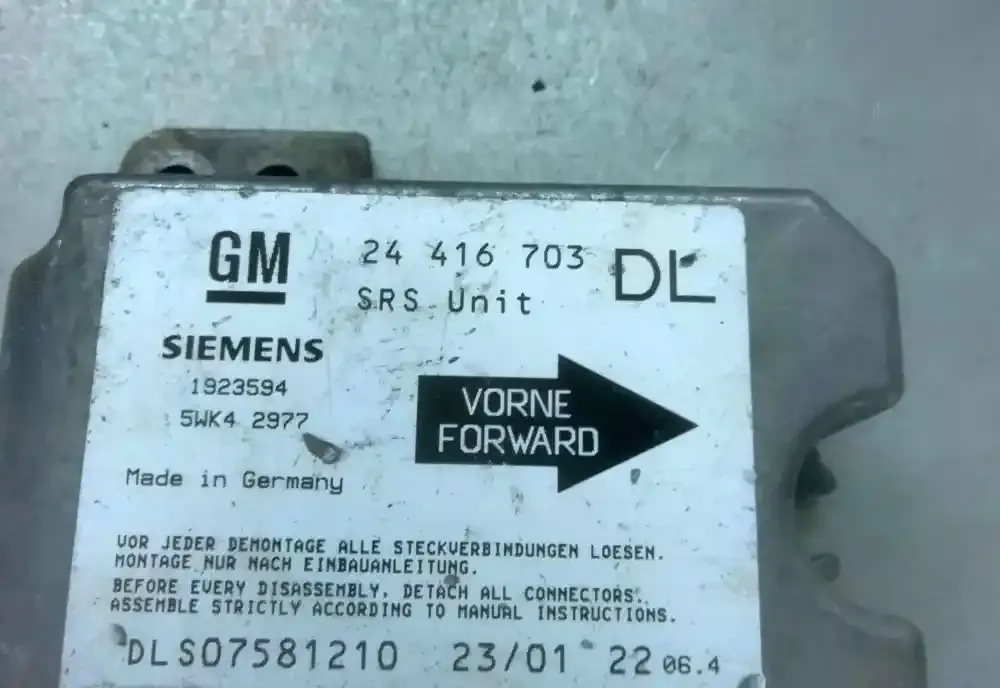 GM 24 416 703 DL
SRS Unit
SIEMENS
1923594
5WK4 2977
VORNE
FORWARD
Made in Germany
VOR JEDER DEMONTAGE ALLE STECKVERBINDUNGEN LOESEN.
MONTAGE NUR NACH EINBAUANLEITUNG.
BEFORE EVERY DISASSEMBLY, DETACH ALL CONNECTORS.
ASSEMBLE STRICTLY ACCORDING TO MANUAL INSTRUCTIONS.
DLS07581210 23/01 22 06.4